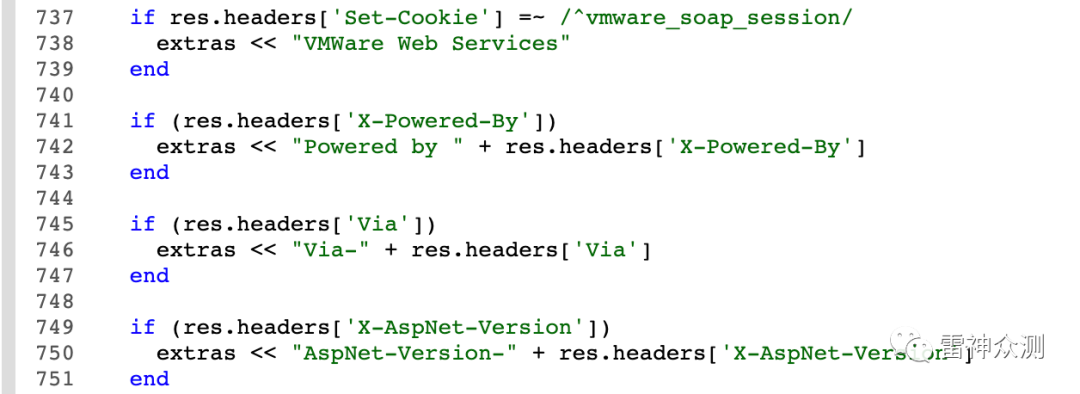 737 if res.headers['Set-Cookie'] =~ /^vmware_soap_session/
738 extras << "VMWare Web Services"
739 end
740
741 if (res.headers['X-Powered-By'])
742 extras << "Powered by " + res.headers['X-Powered-By']
743 end
744
745 if (res.headers['Via'])
746 extras << "Via-" + res.headers['Via']
747 end
748
749 if (res.headers['X-AspNet-Version'])
750 extras << "AspNet-Version-" + res.headers['X-AspNet-Version']
751 end
雷神众测